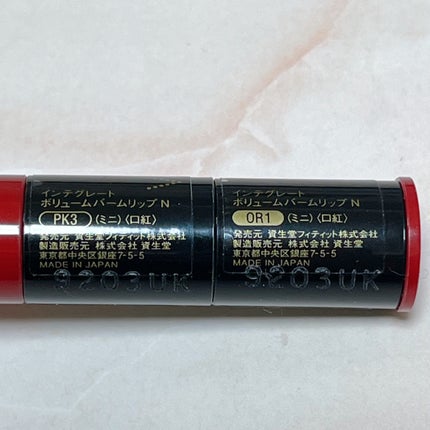 インテグレート
ボリュームバームリップ N
PK3 (ミニ)〈口紅〉
発売元 資生堂フィティット株式会社
製造販売元 株式会社 資生堂
東京都中央区銀座7-5-5
MADE IN JAPAN
9203UK
インテグレート
ボリュームバームリップ N
OR1 (ミニ)〈口紅〉
発売元 資生堂フィティット株式会社
製造販売元 株式会社 資生堂
東京都中央区銀座7-5-5
MADE IN JAPAN
9203UK